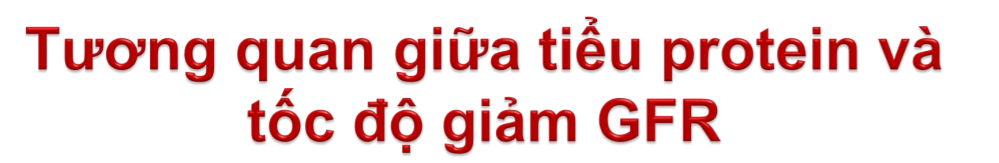 Tương quan giữa tiểu protein và
tốc độ giảm GFR